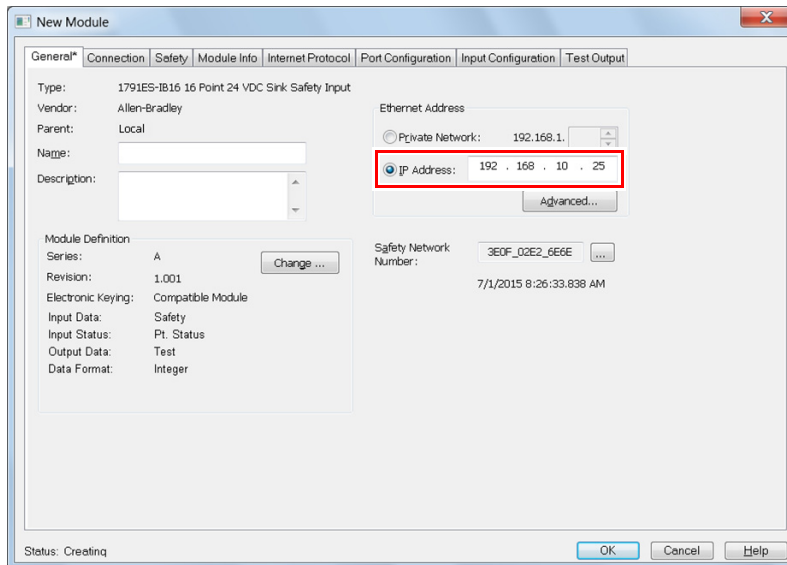 New Module
General* Connection Safety Module Info Internet Protocol Port Configuration Input Configuration Test Output
Type: 1791ES-IB16 16 Point 24 VDC Sink Safety Input
Vendor: Allen-Bradley
Parent: Local
Name:
Description:
Ethernet Address
Private Network: 192.168.1.
IP Address: 192 . 168 . 10 . 25
Advanced...
Module Definition
Series: A
Change ...
Revision: 1.001
Electronic Keying: Compatible Module
Input Data: Safety
Input Status: Pt. Status
Output Data: Test
Data Format: Integer
Safety Network
Number: 3E0F_02E2_6E6E ...
7/1/2015 8:26:33.838 AM
Status: Creating
OK Cancel Help